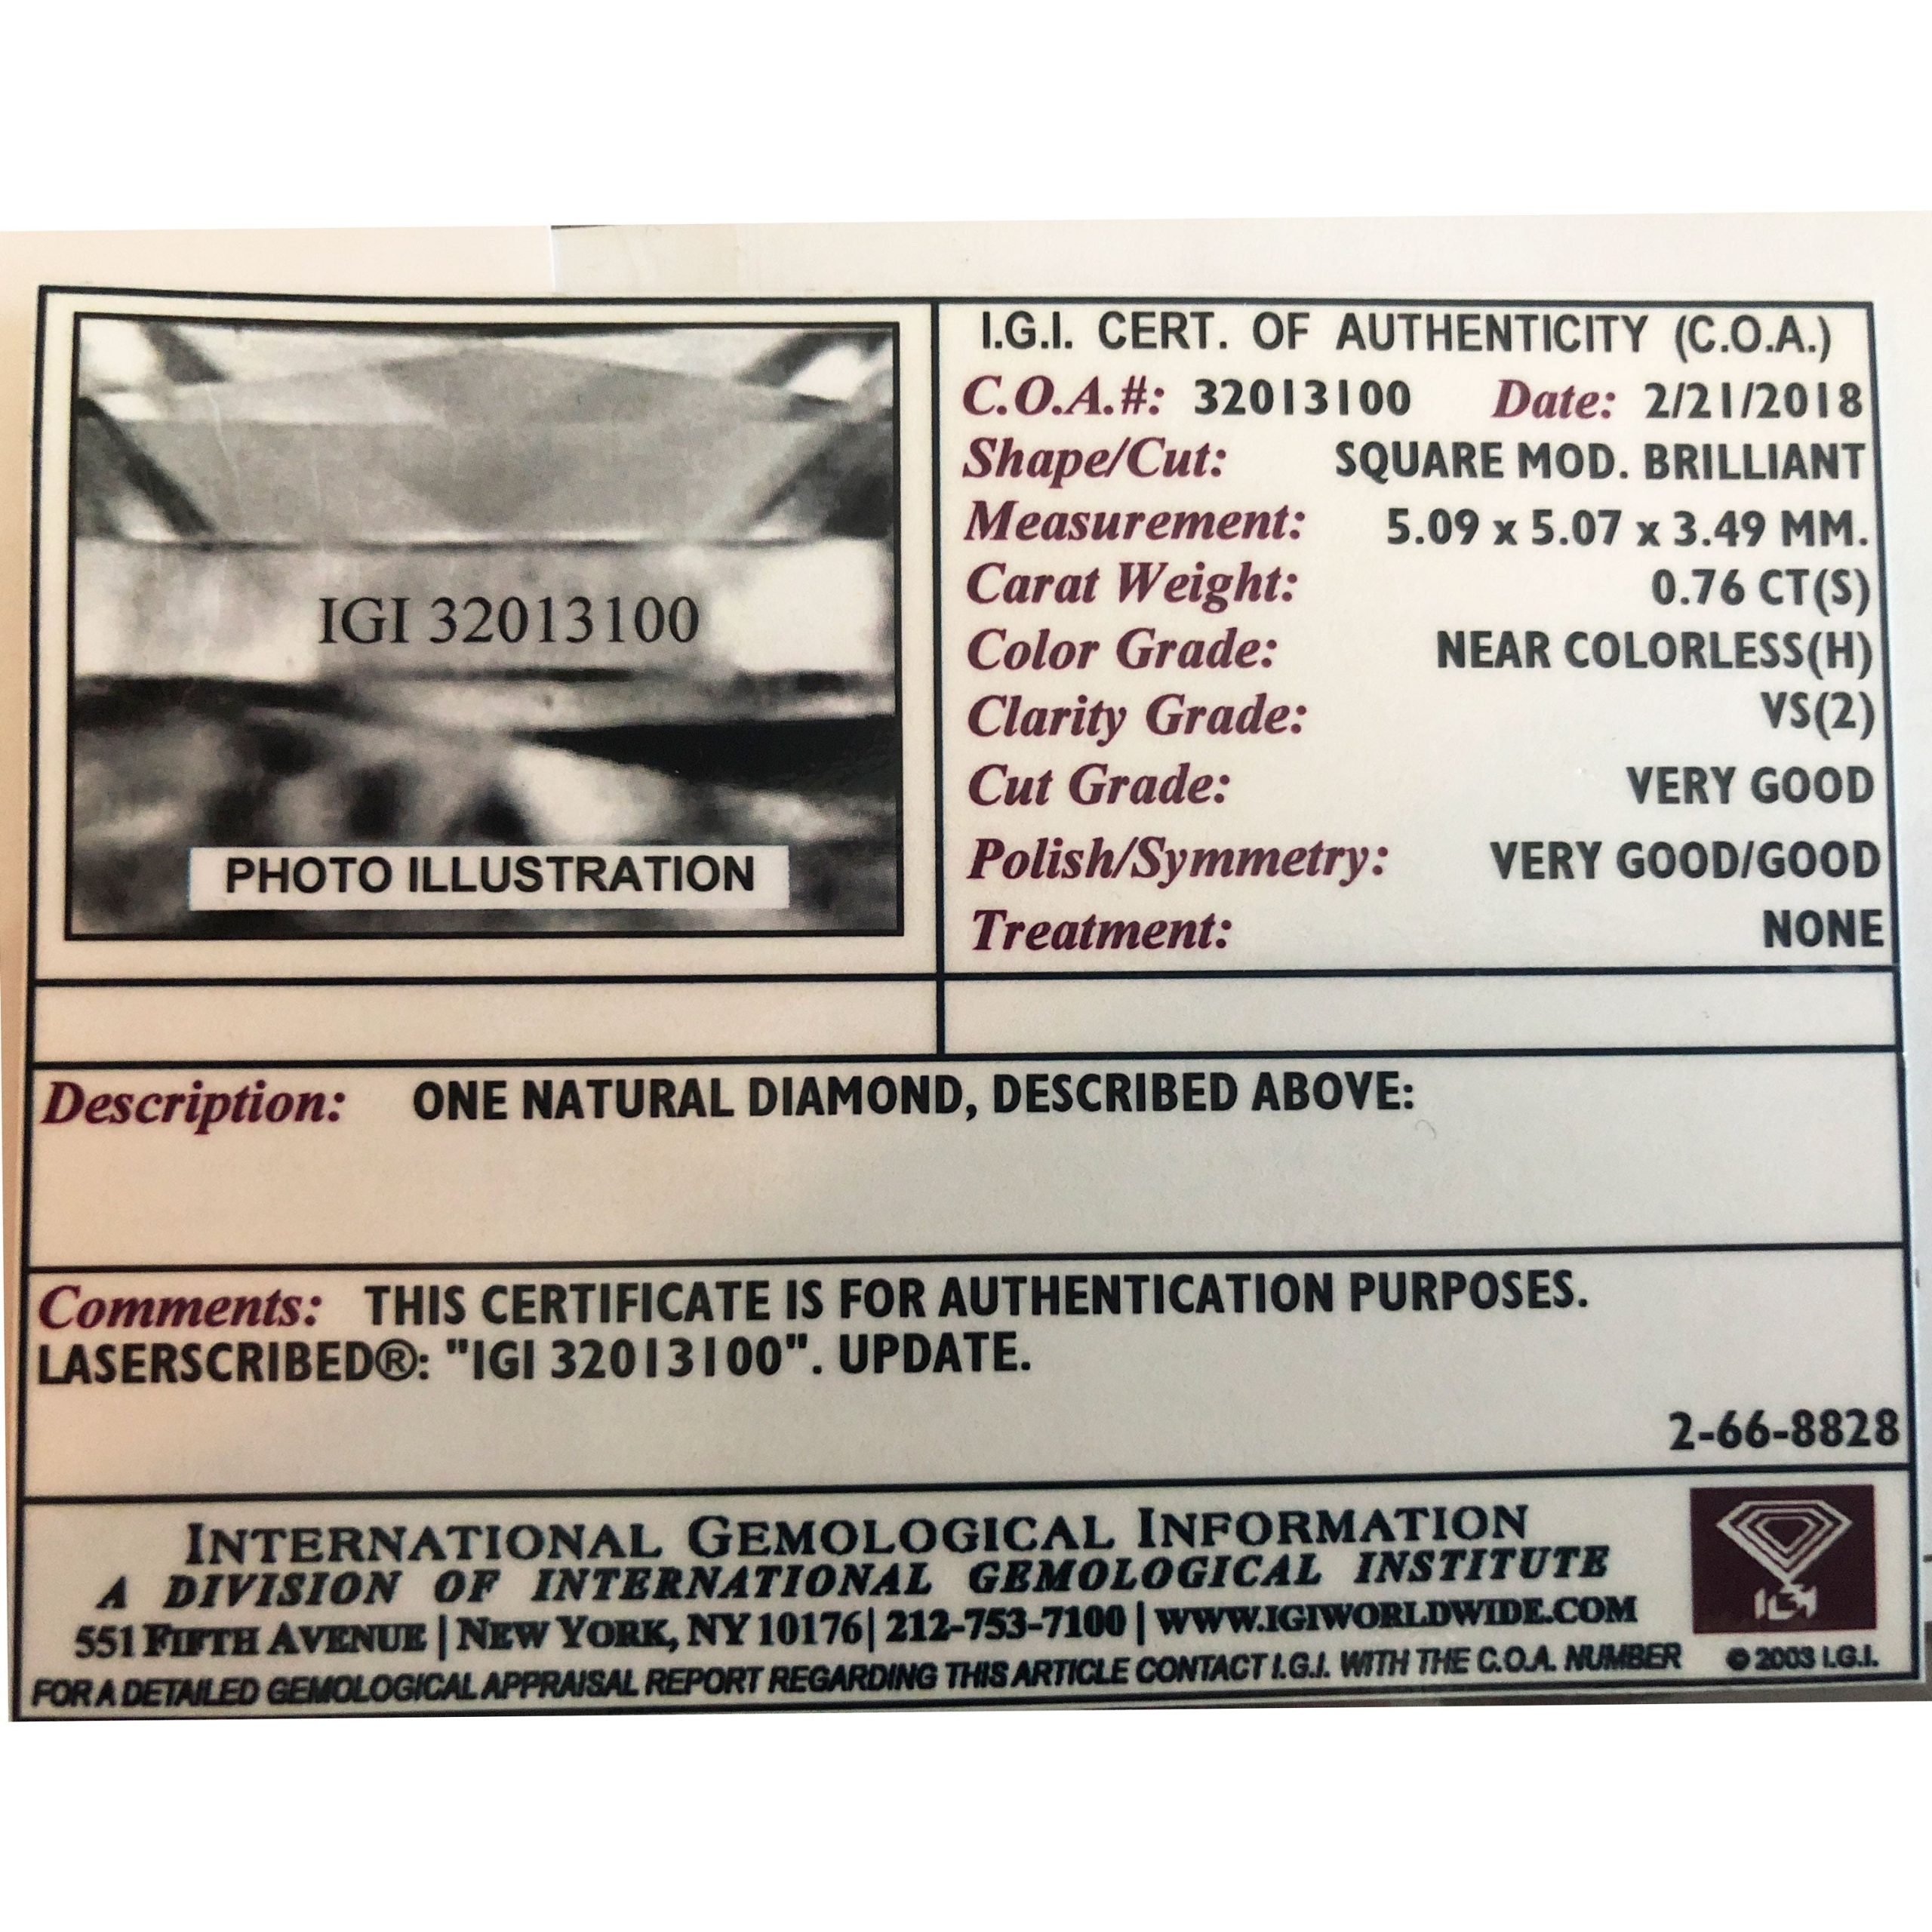 I.G.I. CERT. OF AUTHENTICITY (C.O.A.)
C.O.A.#: 32013100 Date: 2/21/2018
Shape/Cut: SQUARE MOD. BRILLIANT
Measurement: 5.09 x 5.07 x 3.49 MM.
Carat Weight: 0.76 CT(S)
Color Grade: NEAR COLORLESS(H)
Clarity Grade: VS(2)
Cut Grade: VERY GOOD
Polish/Symmetry: VERY GOOD/GOOD
Treatment: NONE
IGI 32013100
PHOTO ILLUSTRATION
Description: ONE NATURAL DIAMOND, DESCRIBED ABOVE:
Comments: THIS CERTIFICATE IS FOR AUTHENTICATION PURPOSES.
LASERSCRIBED®: "IGI 32013100". UPDATE.
2-66-8828
INTERNATIONAL GEMOLOGICAL INFORMATION
A DIVISION OF INTERNATIONAL GEMOLOGICAL INSTITUTE
551 FIFTH AVENUE | NEW YORK, NY 10176| 212-753-7100 | WWW.IGIWORLDWIDE.COM
FOR A DETAILED GEMOLOGICAL APPRAISAL REPORT REGARDING THIS ARTICLE CONTACT I.G.I. WITH THE C.O.A. NUMBER
IGI
© 2003 I.G.I.